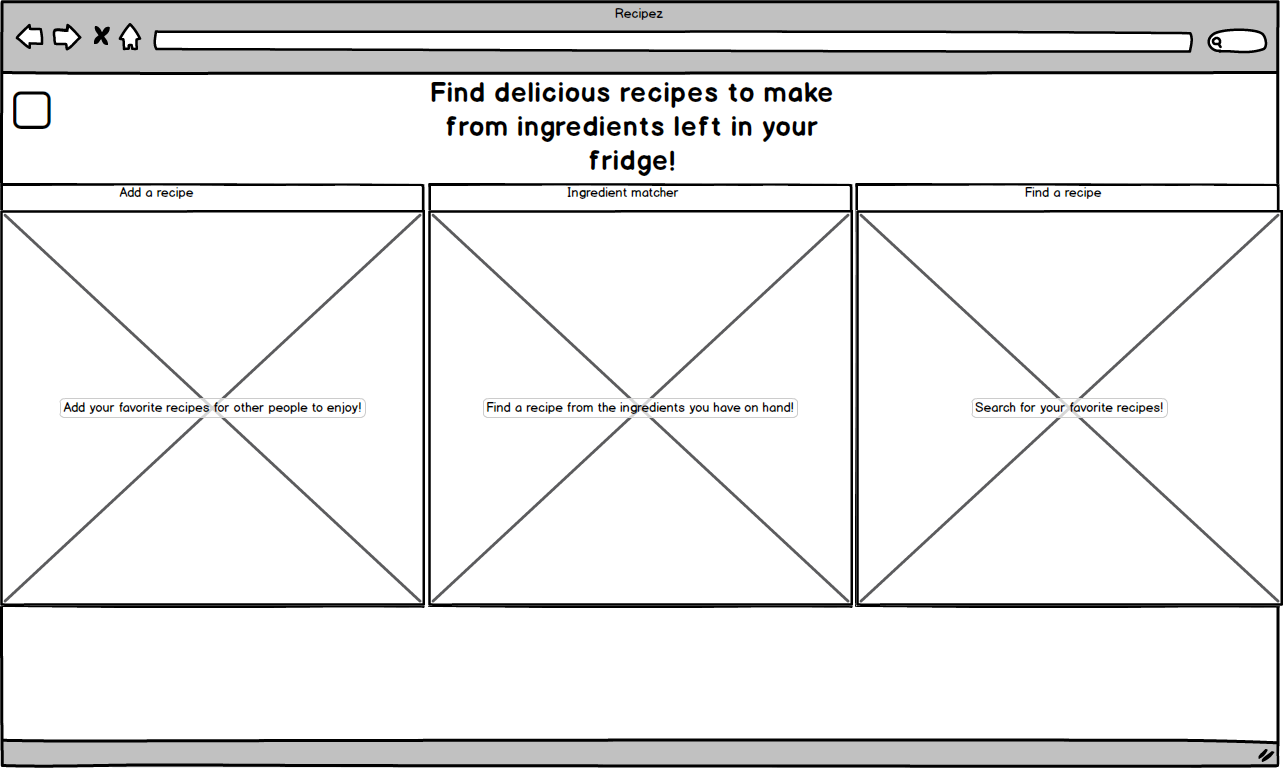 Recipez
Find delicious recipes to make
from ingredients left in your
fridge!
Add a recipe
Ingredient matcher
Find a recipe
Add your favorite recipes for other people to enjoy!
Find a recipe from the ingredients you have on hand!
Search for your favorite recipes!